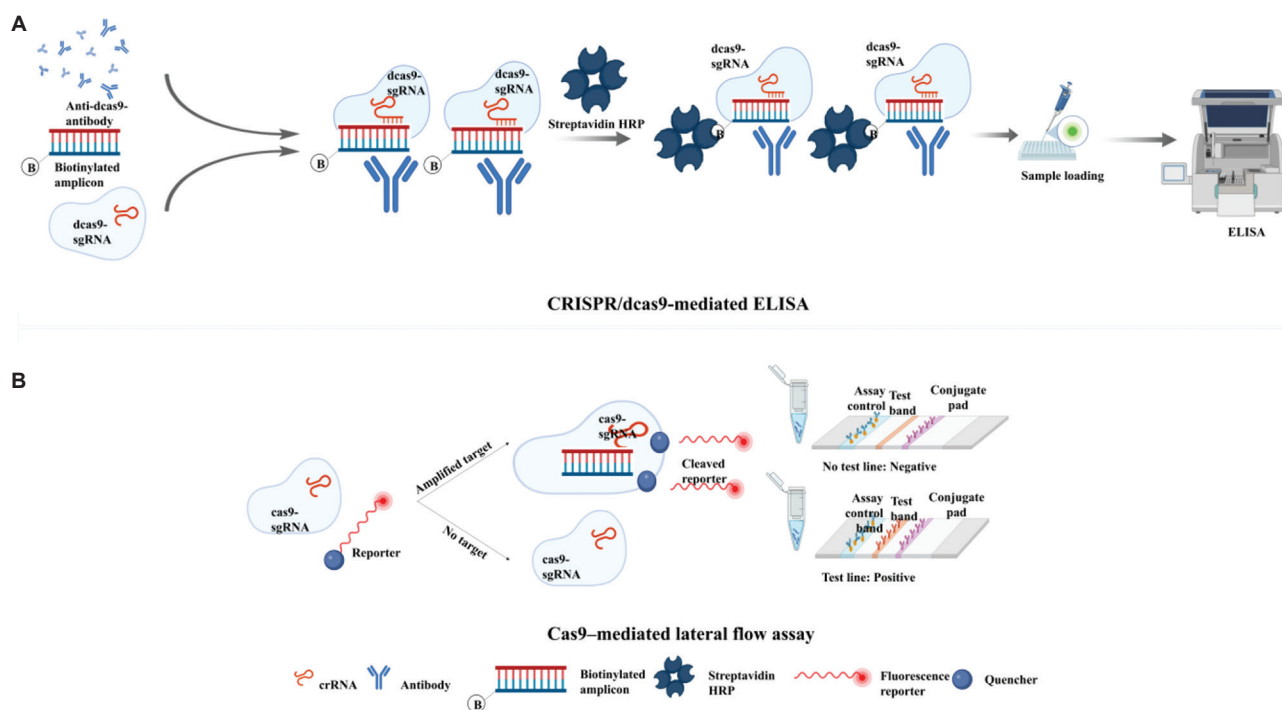 A
Anti-dcas9-
antibody
B
Biotinylated
amplicon
dcas9-
sgRNA
dcas9-
sgRNA
dcas9-
sgRNA
B
B
Streptavidin HRP
dcas9-
sgRNA
dcas9-
sgRNA
B
B
Sample loading
ELISA
CRISPR/dcas9-mediated ELISA
B
cas9-
sgRNA
Reporter
Amplified target
No target
cas9-
sgRNA
Cleaved
reporter
cas9-
sgRNA
Assay
control
Test
band
Conjugate
pad
No test line: Negative
Assay
control
band
Test
band
Conjugate
pad
Test line: Positive
Cas9–mediated lateral flow assay
crRNA
Antibody
B
Biotinylated
amplicon
Streptavidin
HRP
Fluorescence
reporter
Quencher